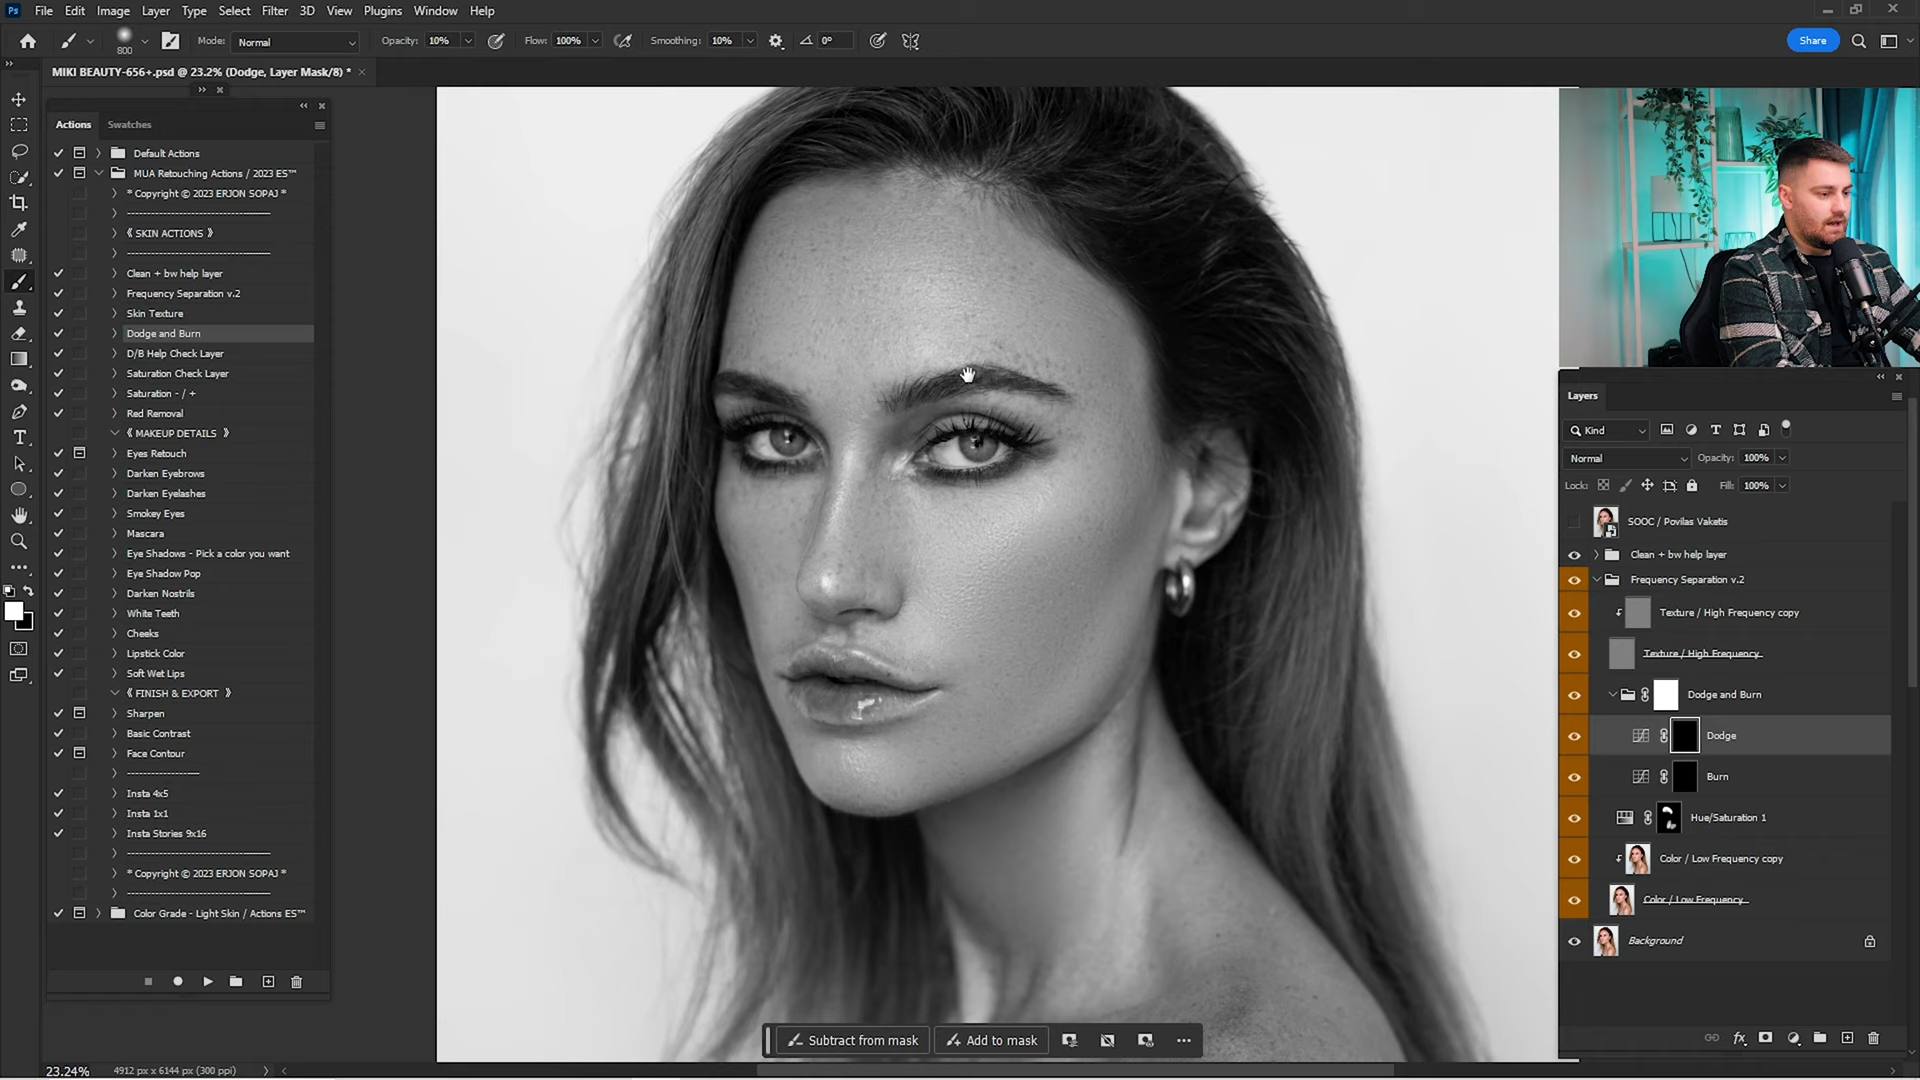 Ps File Edit Image Layer Type Select Filter 3D View Plugins Window Help
800 Mode: Normal Opacity: 10% Flow: 100% Smoothing: 10% 0° Share
MIKI BEAUTY-656+.psd @ 23.2% (Dodge, Layer Mask/8) *
Actions Swatches
Default Actions
MUA Retouching Actions / 2023 ES™
* Copyright © 2023 ERJON SOPAJ *
-----------------------------------
《 SKIN ACTIONS 》
-----------------------------------
Clean + bw help layer
Frequency Separation v.2
Skin Texture
Dodge and Burn
D/B Help Check Layer
Saturation Check Layer
Saturation - / +
Red Removal
《 MAKEUP DETAILS 》
Eyes Retouch
Darken Eyebrows
Darken Eyelashes
Smokey Eyes
Mascara
Eye Shadows - Pick a color you want
Eye Shadow Pop
Darken Nostrils
White Teeth
Cheeks
Lipstick Color
Soft Wet Lips
《 FINISH & EXPORT 》
Sharpen
Basic Contrast
Face Contour
------------------
Insta 4x5
Insta 1x1
Insta Stories 9x16
-----------------------------------
* Copyright © 2023 ERJON SOPAJ *
-----------------------------------
Color Grade - Light Skin / Actions ES™
Layers
Kind
Normal Opacity: 100%
Lock: Fill: 100%
SOOC / Povilas Vaketis
Clean + bw help layer
Frequency Separation v.2
Texture / High Frequency copy
Texture / High Frequency
Dodge and Burn
Dodge
Burn
Hue/Saturation 1
Color / Low Frequency copy
Color / Low Frequency
Background
Subtract from mask Add to mask
23.24% 4912 px x 6144 px (300 ppi)